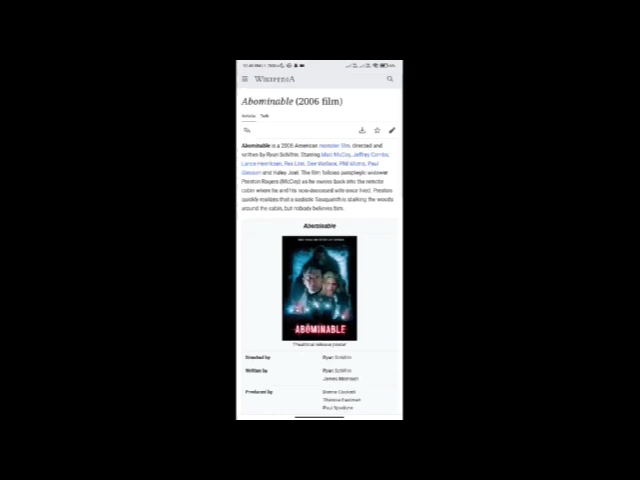 WIKIPEDIA
Abominable (2006 film)
Article Talk
Abominable is a 2006 American monster film, directed and
written by Ryan Schifrin. Starring Matt McCoy, Jeffrey Combs,
Lance Henriksen, Rex Linn, Dee Wallace, Phil Morris, Paul
Gleason and Haley Joel. The film follows paraplegic widower
Preston Rogers (McCoy) as he moves back into the remote
cabin where he and his now-deceased wife once lived. Preston
quickly realizes that a sadistic Sasquatch is stalking the woods
around the cabin, but nobody believes him.
Abominable
ABOMINABLE
Theatrical release poster
Directed by Ryan Schifrin
Written by Ryan Schifrin
James Morrison
Produced by
Theresa Eastman
Paul